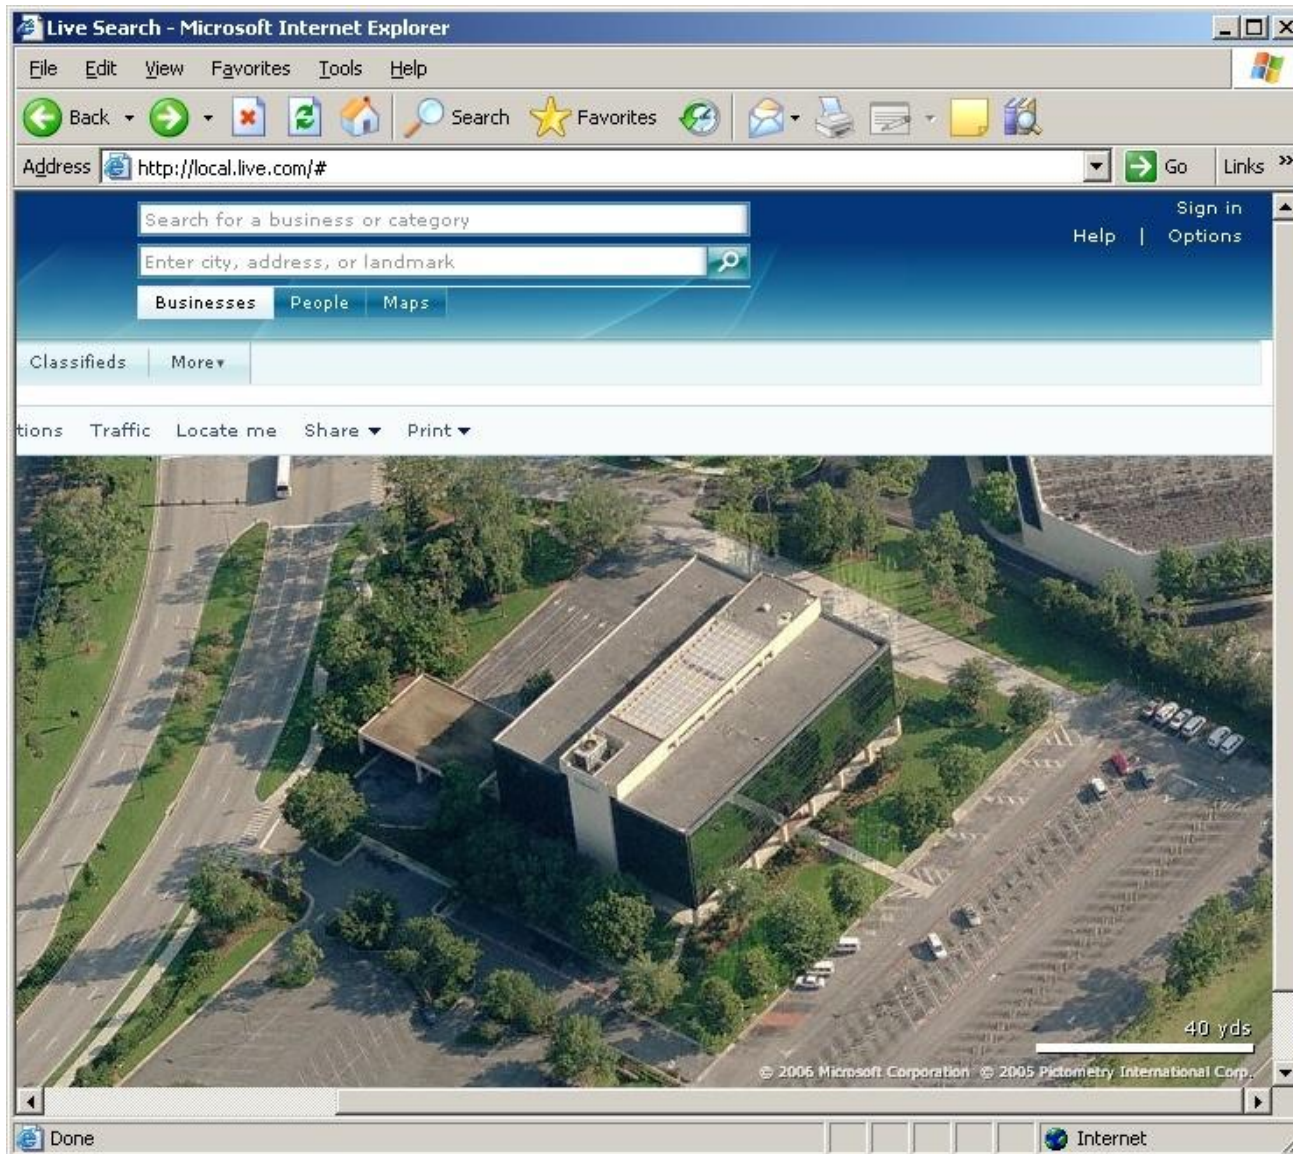 Live Search - Microsoft Internet Explorer
File Edit View Favorites Tools Help
Back Search Favorites
Address http://local.live.com/# Go Links »
Search for a business or category
Sign in
Help | Options
Enter city, address, or landmark
Businesses People Maps
Classifieds More
tions Traffic Locate me Share Print
40 yds
© 2006 Microsoft Corporation © 2005 Pictometry International Corp.
Done Internet